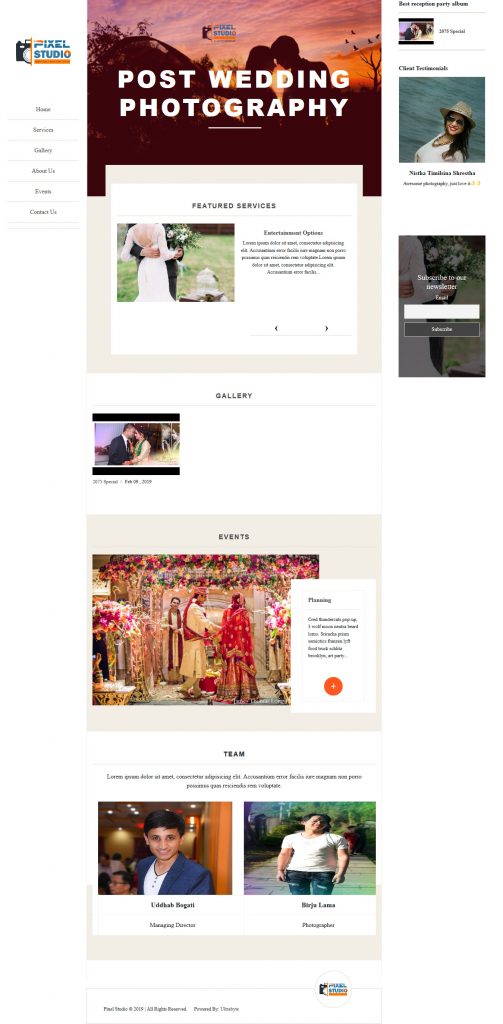 PIXEL
STUDIO
Home
Services
Gallery
About Us
Events
Contact Us
PIXEL
STUDIO
POST WEDDING
PHOTOGRAPHY
FEATURED SERVICES
Entertainment Options
Lorem ipsum dolor sit amet, consectetur adipisicing
elit. Accusantium error facilis iure magnam non porro
possimus quas reiciendis rem voluptate.Lorem ipsum
dolor sit amet, consectetur adipisicing elit.
Accusantium error facilis...
‹ ›
GALLERY
2075 Special / Feb 09 , 2019
EVENTS
Planning
Cred thundercats pop up,
3 wolf moon neutra beard
lomo. Sriracha prism
semiotics thunzen lyft
food truck schlitz
brooklyn, art party...
+
TEAM
Lorem ipsum dolor sit amet, consectetur adipisicing elit. Accusantium error facilis iure magnam non porro
possimus quas reiciendis rem voluptate.
Uddhab Bogati
Managing Director
Birju Lama
Photographer
PIXEL
STUDIO
Pixel Studio © 2019 | All Rights Reserved. Powered By: Ultrabyte
Best reception party album
2075 Special
Client Testimonials
Nistha Timilsina Shrestha
Awesome photography, just love it👌👌
Subscribe to our
newsletter
Email
Subscribe